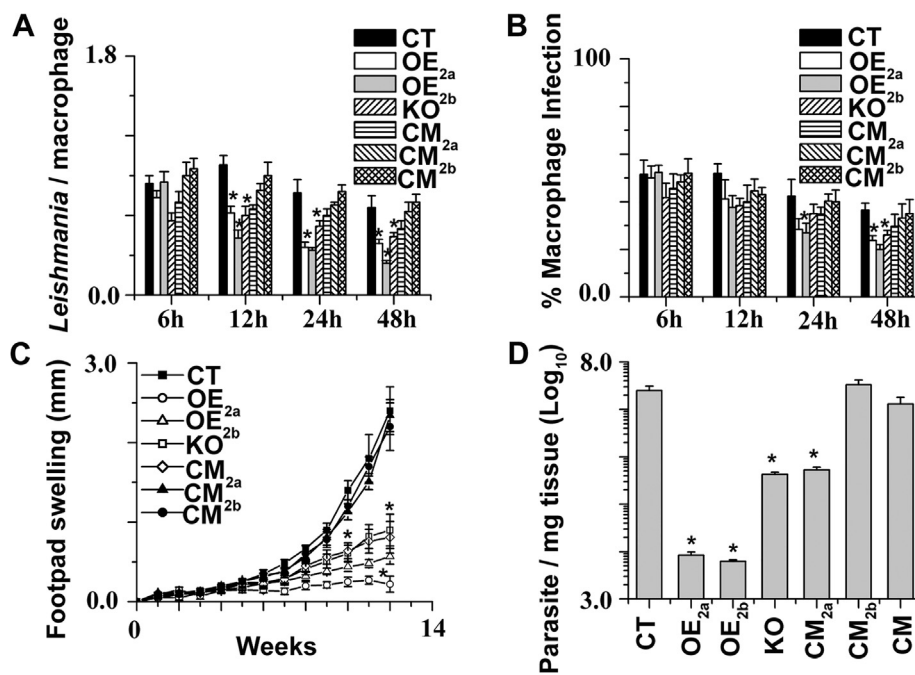 A
Leishmania / macrophage
1.8
0.0
CT
OE
OE2a
KO2b
CM
CM2a
CM2b
* * *
*
*
*
*
*
*
6h 12h 24h 48h
B
% Macrophage Infection
100
0.0
CT
OE
OE2a
KO2b
CM
CM2a
CM2b
*
* *
*
6h 12h 24h 48h
C
Footpad swelling (mm)
3.0
0.0
CT
OE
OE2a
KO2b
CM
CM2a
CM2b
*
*
*
0 14
Weeks
D
Parasite / mg tissue (Log10)
8.0
3.0
* * * *
CT OE2a OE2b KO CM2a CM2b CM